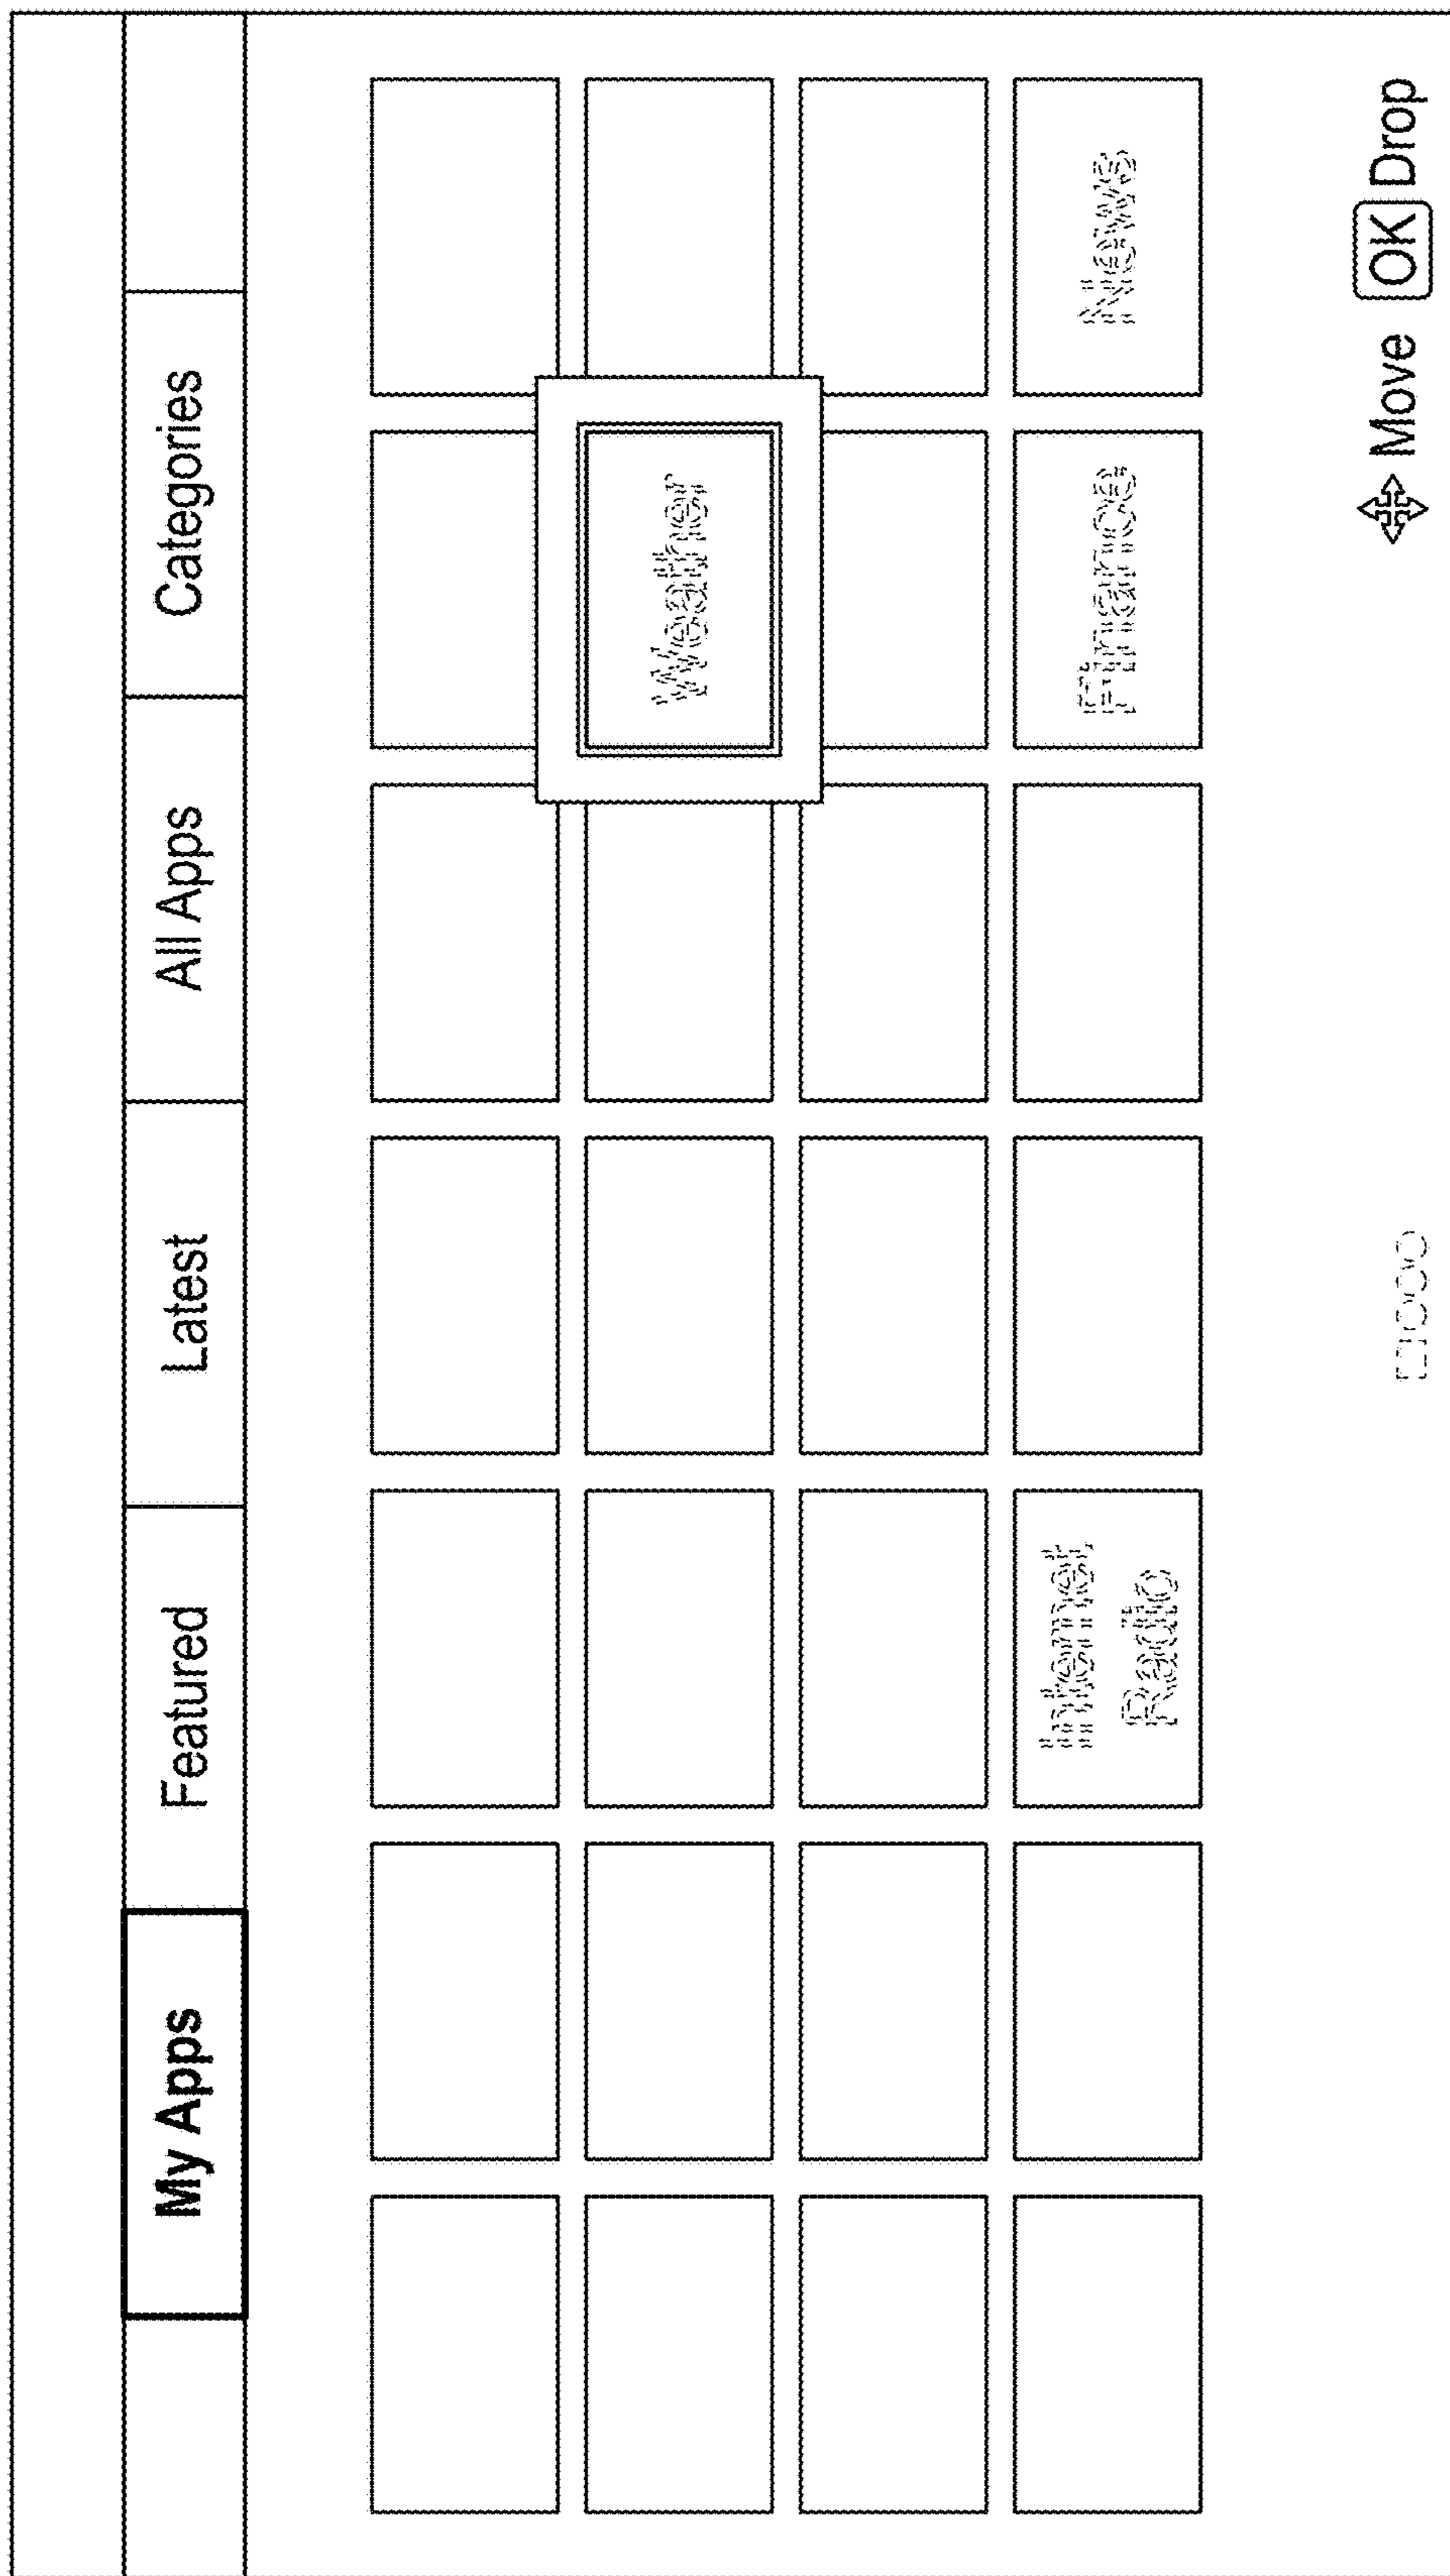 My Apps
Featured
Latest
All Apps
Categories
Weather
Internet
Radio
Finance
News
Move OK Drop